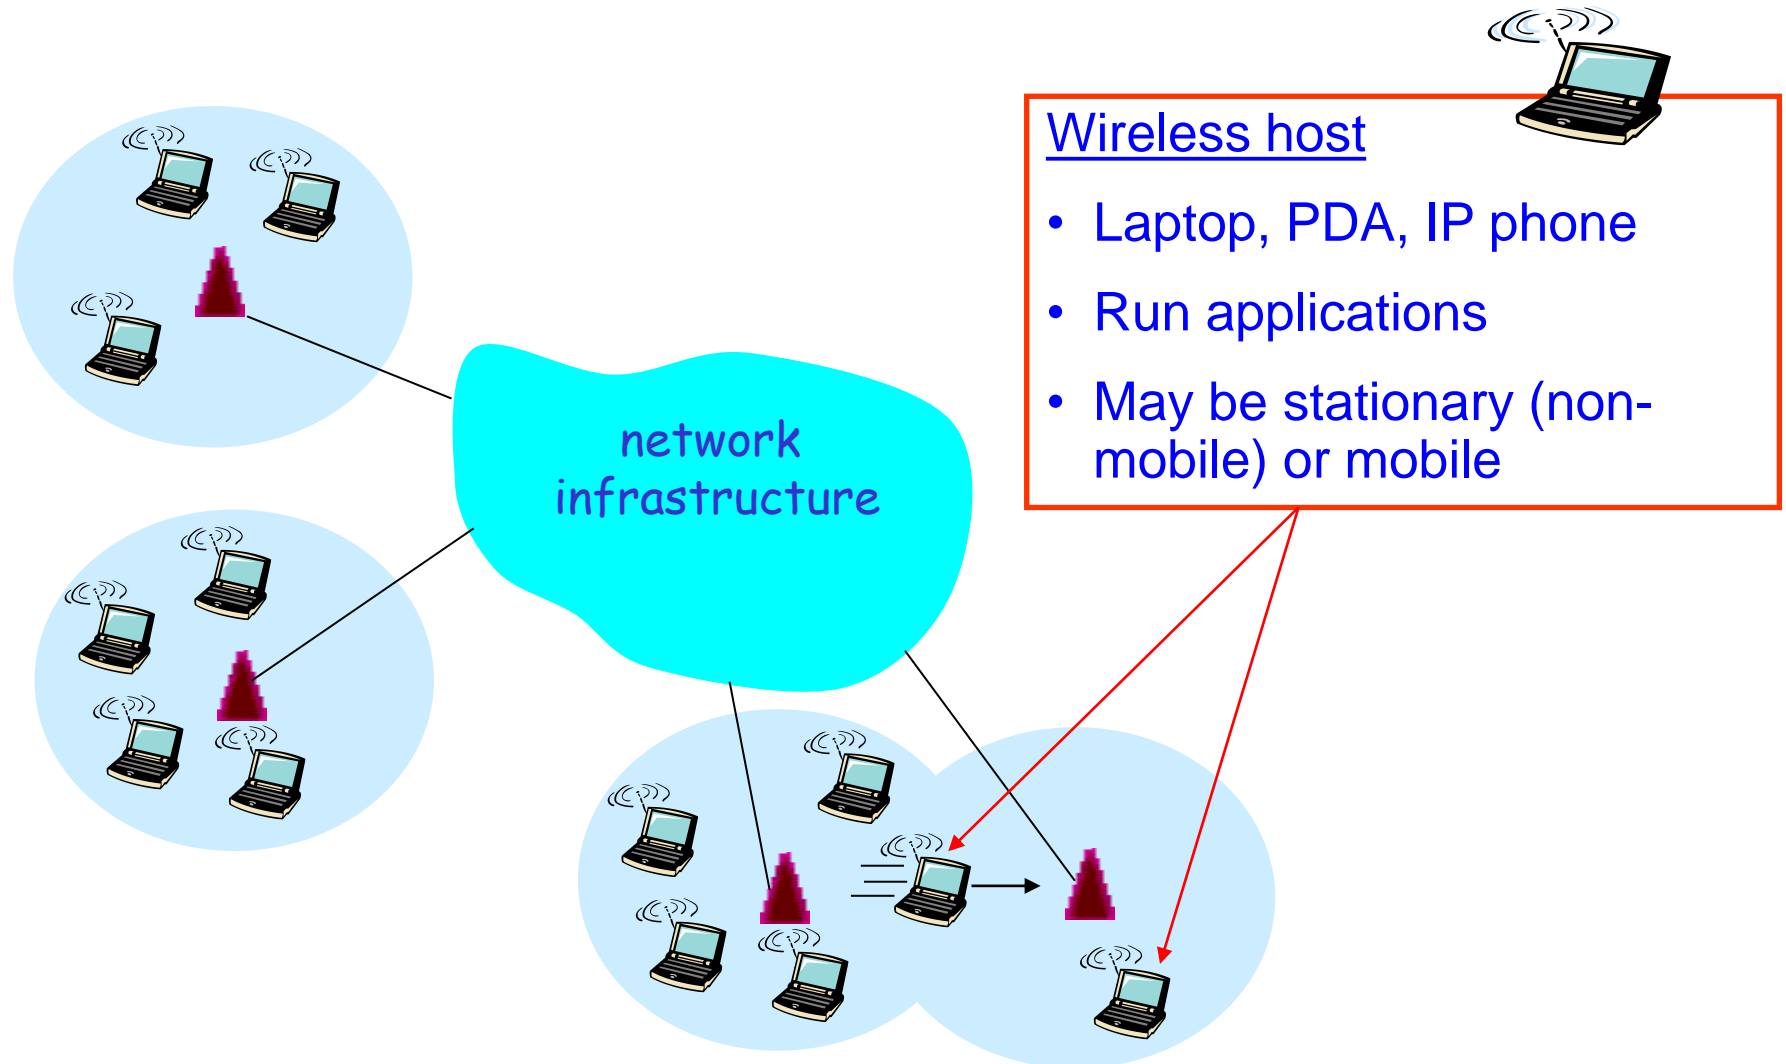 Wireless host
• Laptop, PDA, IP phone
• Run applications
• May be stationary (non-
mobile) or mobile
network
infrastructure